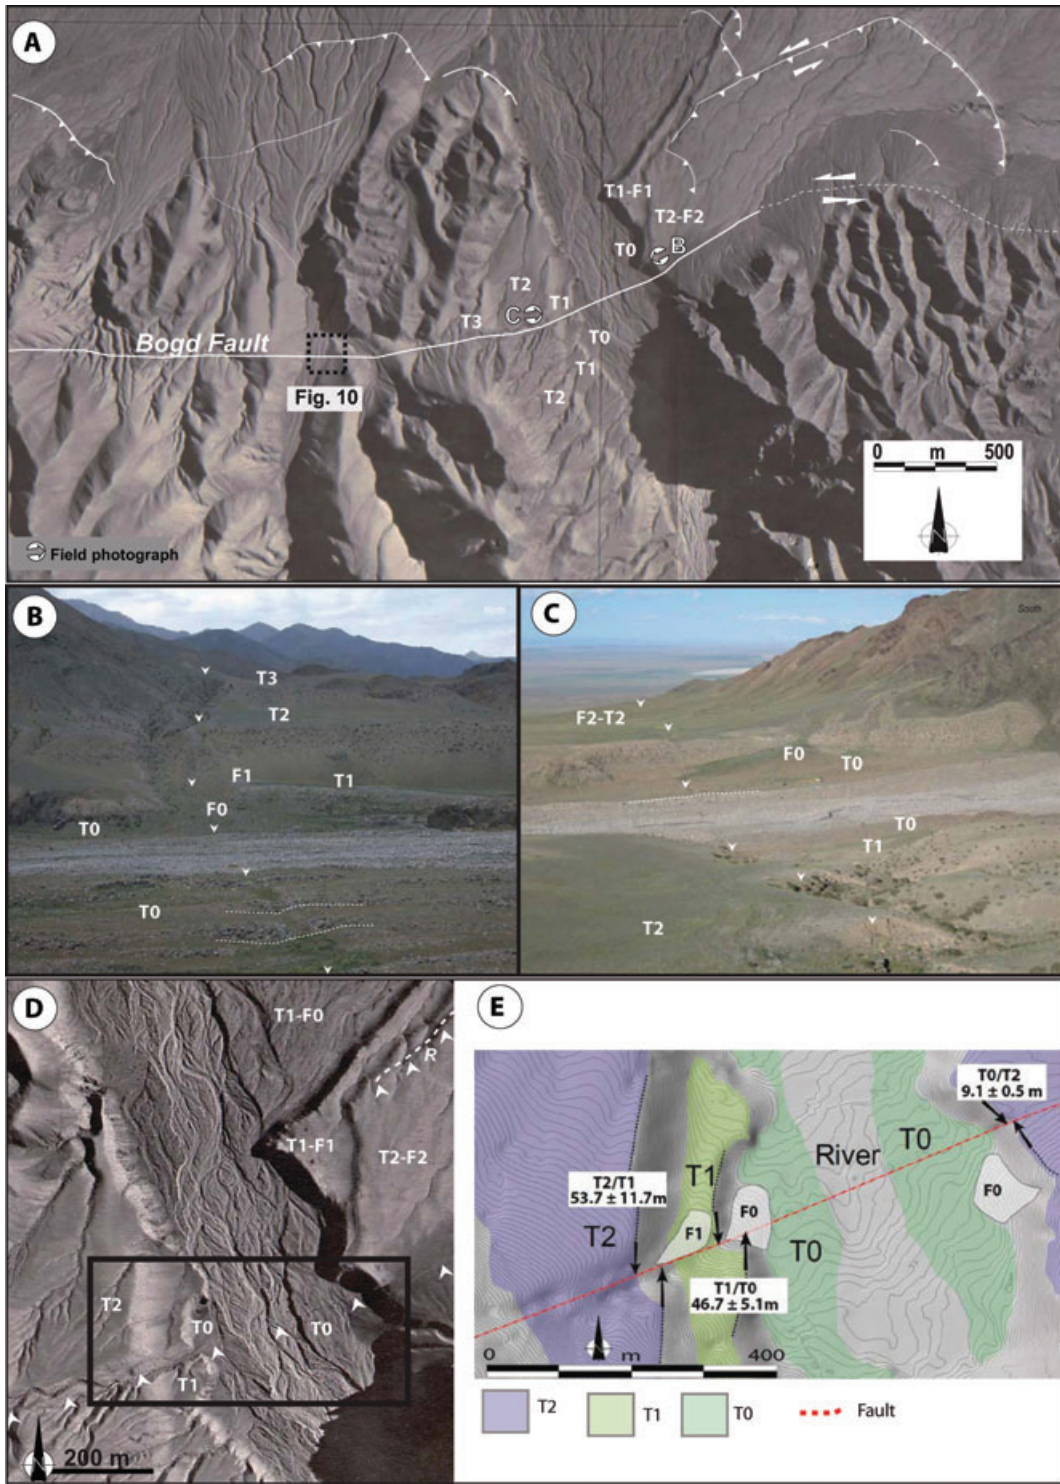 A
T1-F1
T2-F2
T0
B
T2
C
T1
T3
T0
T1
T2
Bogd Fault
Fig. 10
0 m 500
N
Field photograph
B
T3
T2
F1
T1
F0
T0
T0
C
South
F2-T2
F0
T0
T0
T1
T2
D
T1-F0
R
T1-F1
T2-F2
T2
T0
T0
T1
N
200 m
E
T0/T2
9.1 ± 0.5 m
T0
River
T1
T2/T1
53.7 ± 11.7m
F0
F0
F1
T2
T0
T1/T0
46.7 ± 5.1m
N
0 m 400
T2
T1
T0
Fault